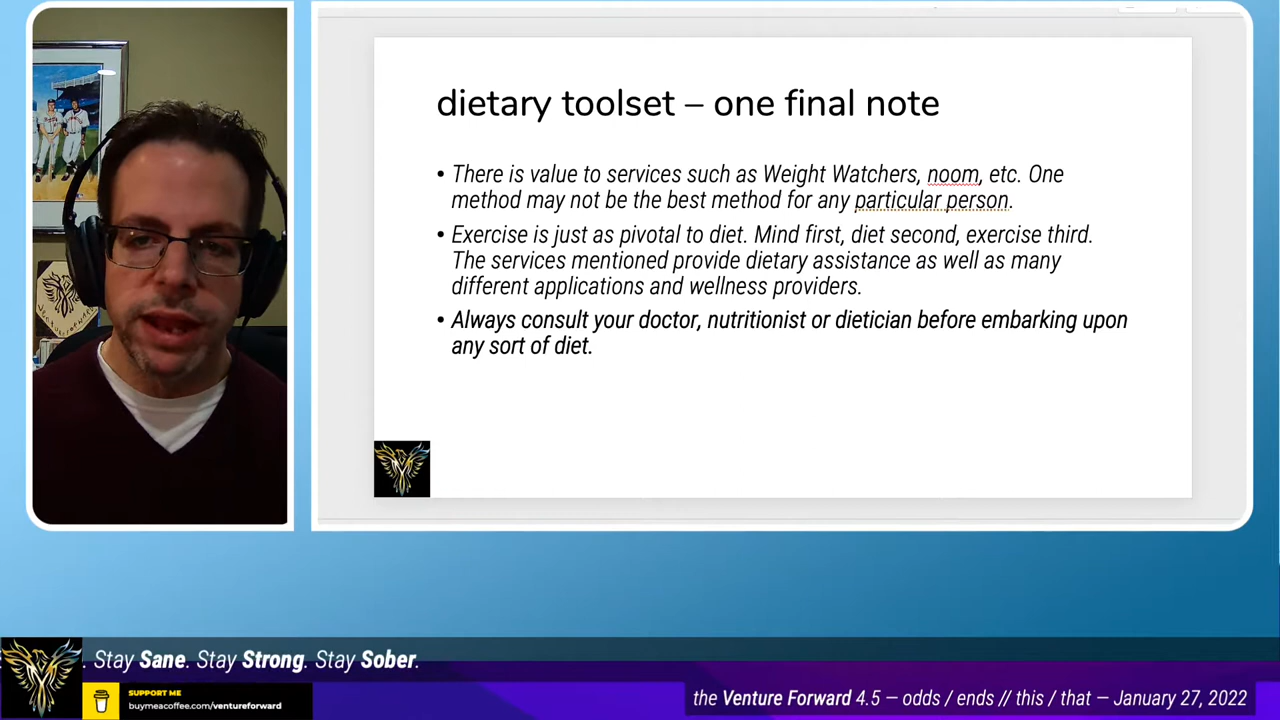 dietary toolset – one final note
• There is value to services such as Weight Watchers, noom, etc. One
method may not be the best method for any particular person.
• Exercise is just as pivotal to diet. Mind first, diet second, exercise third.
The services mentioned provide dietary assistance as well as many
different applications and wellness providers.
• Always consult your doctor, nutritionist or dietician before embarking upon
any sort of diet.
. Stay Sane. Stay Strong. Stay Sober.
SUPPORT ME
buymeacoffee.com/ventureforward
the Venture Forward 4.5 — odds / ends // this / that — January 27, 2022